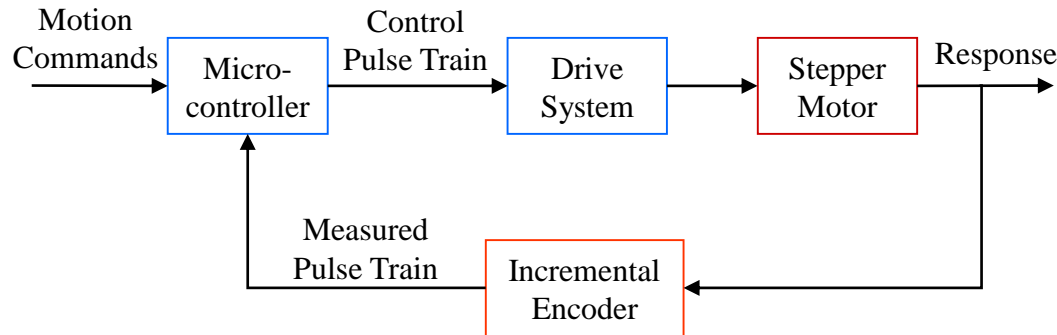 Motion
Commands
Micro-
controller
Control
Pulse Train
Drive
System
Stepper
Motor
Response
Measured
Pulse Train
Incremental
Encoder